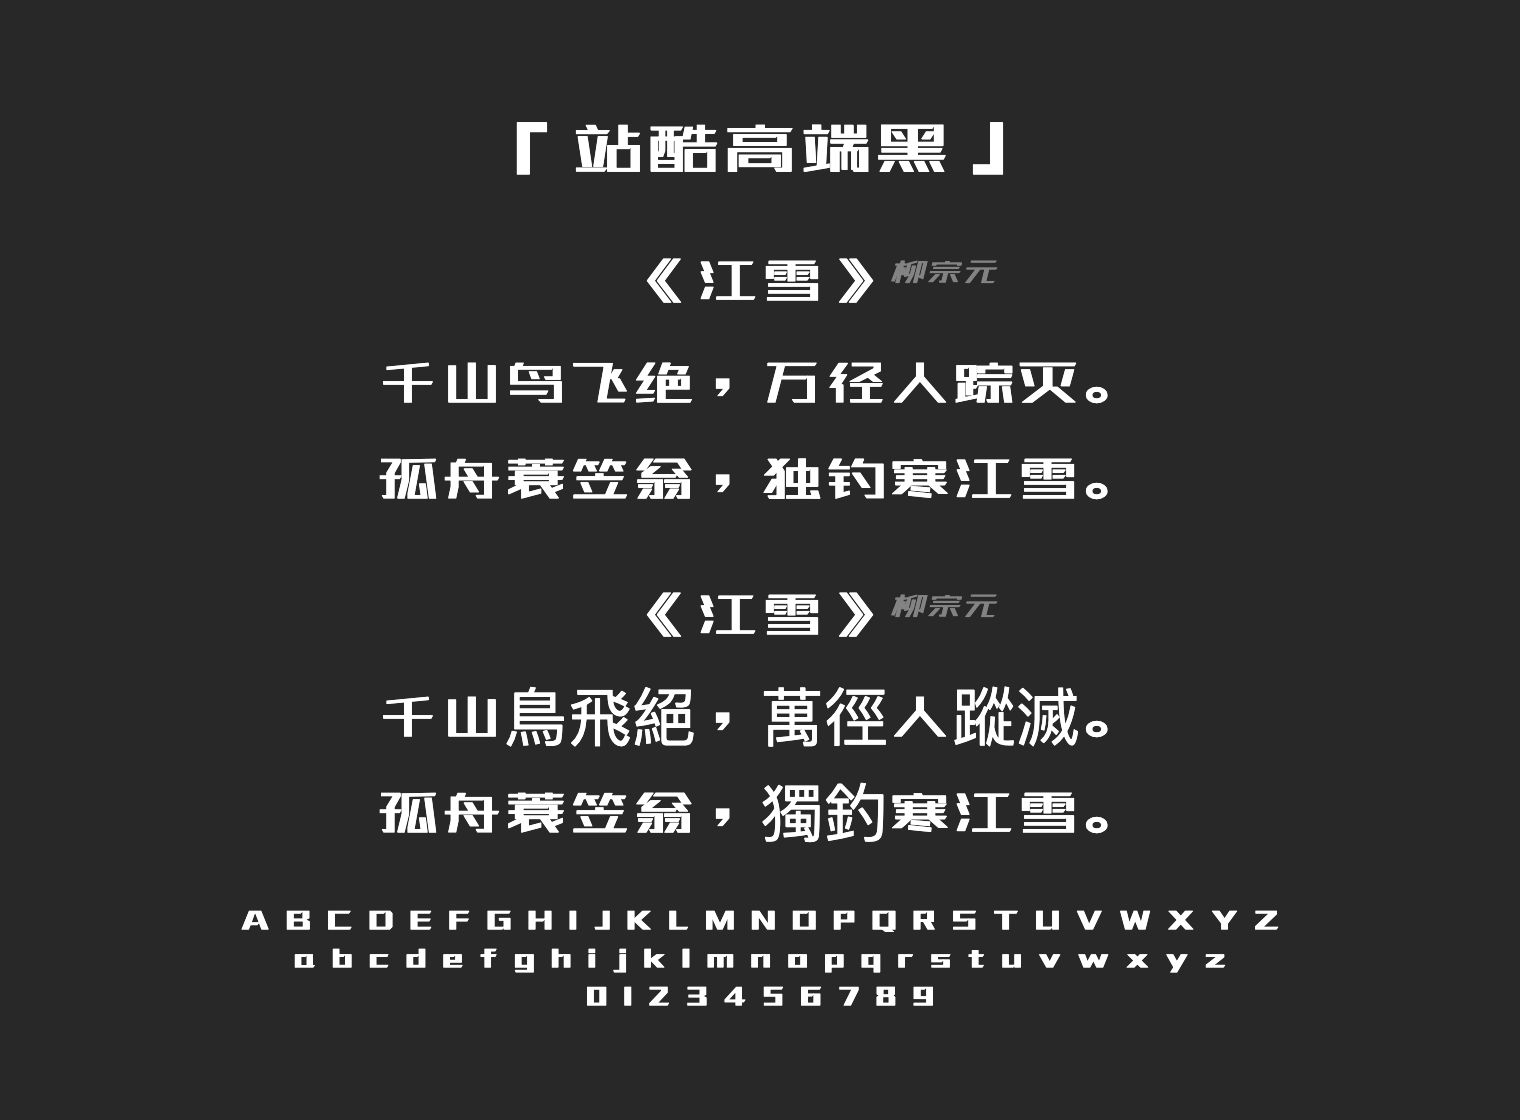 「站酷高端黑」
《江雪》柳宗元
千山鸟飞绝，万径人踪灭。
孤舟蓑笠翁，独钓寒江雪。
《江雪》柳宗元
千山鳥飛絕，萬徑人蹤滅。
孤舟蓑笠翁，獨釣寒江雪。
A B C D E F G H I J K L M N O P Q R S T U V W X Y Z
a b c d e f g h i j k l m n o p q r s t u v w x y z
0 1 2 3 4 5 6 7 8 9